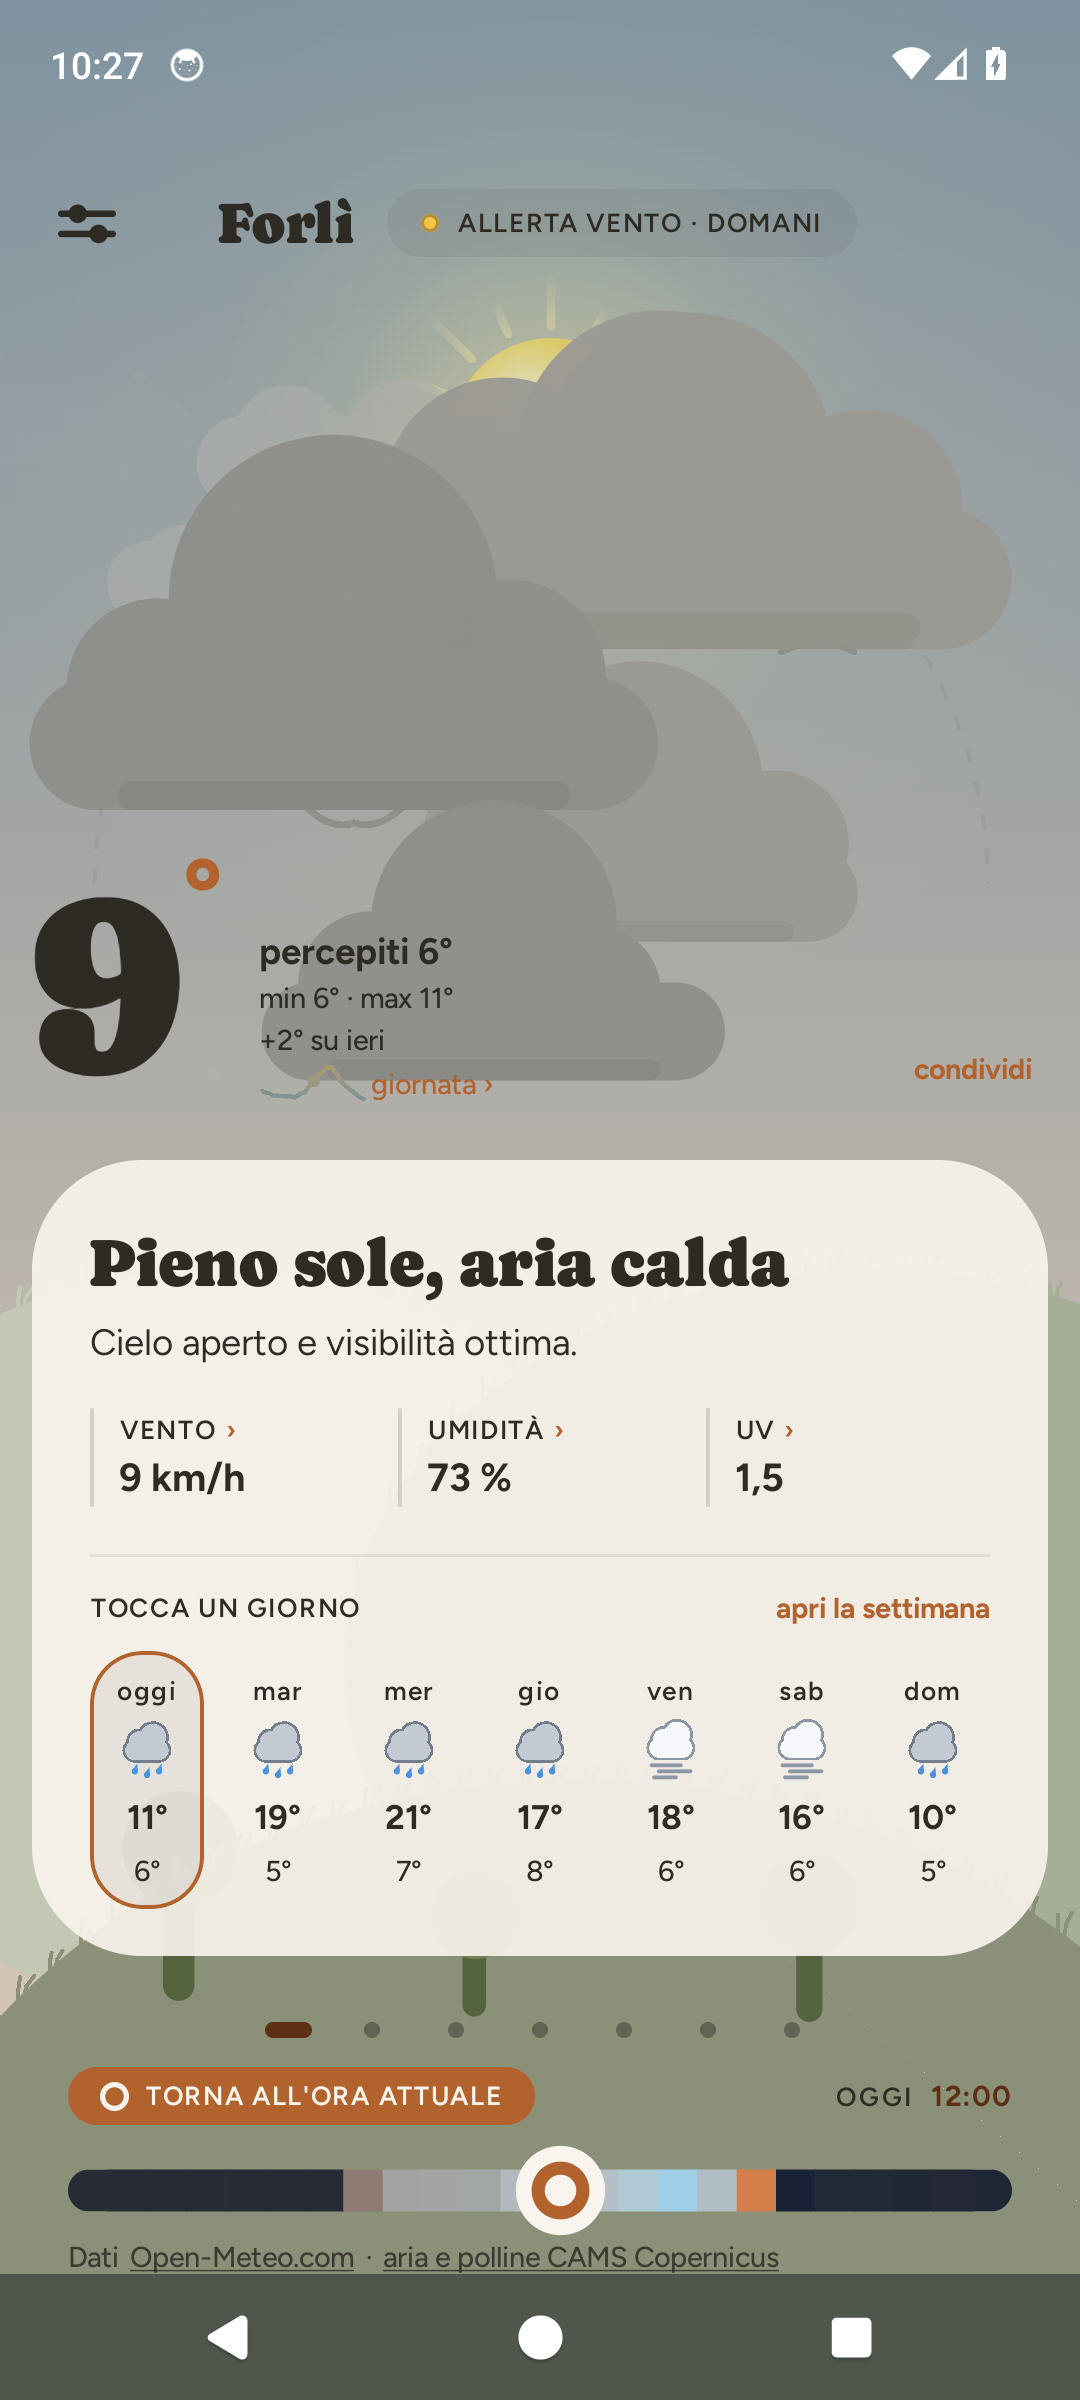 10:27
Forlì
ALLERTA VENTO · DOMANI
9°
percepiti 6°
min 6° · max 11°
+2° su ieri
giornata ›
condividi
Pieno sole, aria calda
Cielo aperto e visibilità ottima.
VENTO › UMIDITÀ › UV ›
9 km/h 73 % 1,5
TOCCA UN GIORNO apri la settimana
oggi mar mer gio ven sab dom
11° 19° 21° 17° 18° 16° 10°
6° 5° 7° 8° 6° 6° 5°
TORNA ALL'ORA ATTUALE OGGI 12:00
Dati Open-Meteo.com · aria e polline CAMS Copernicus